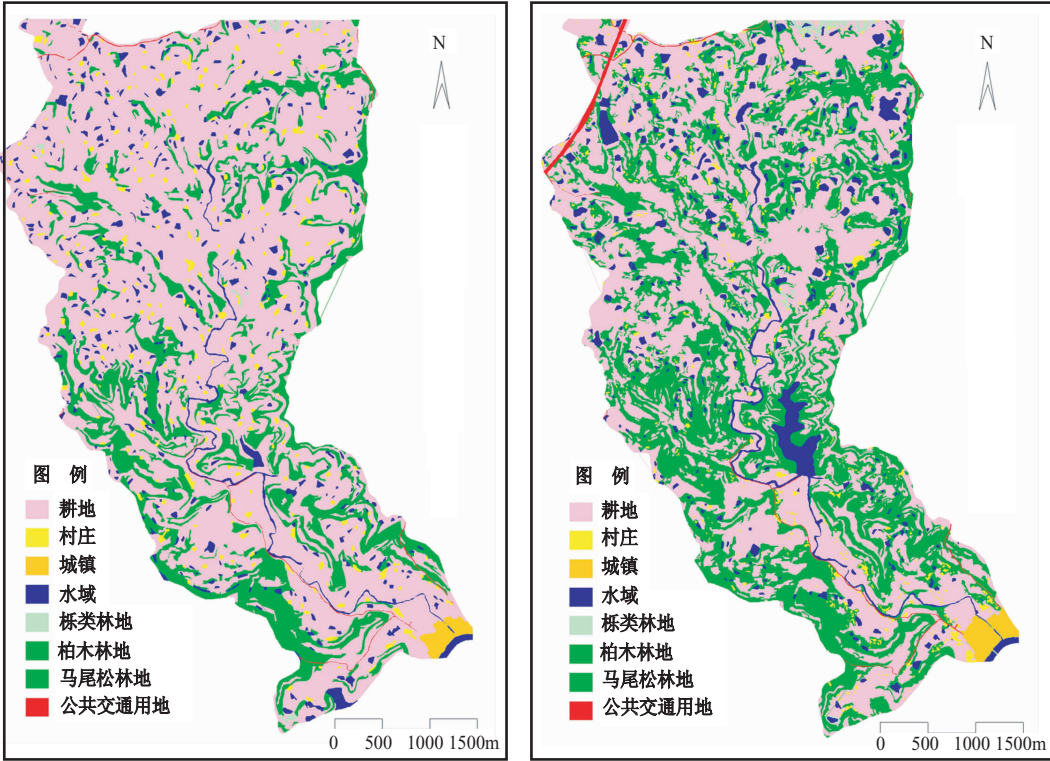 N
图 例
耕地
村庄
城镇
水域
栎类林地
柏木林地
马尾松林地
公共交通用地
0 500 1000 1500m
N
图 例
耕地
村庄
城镇
水域
栎类林地
柏木林地
马尾松林地
公共交通用地
0 500 1000 1500m